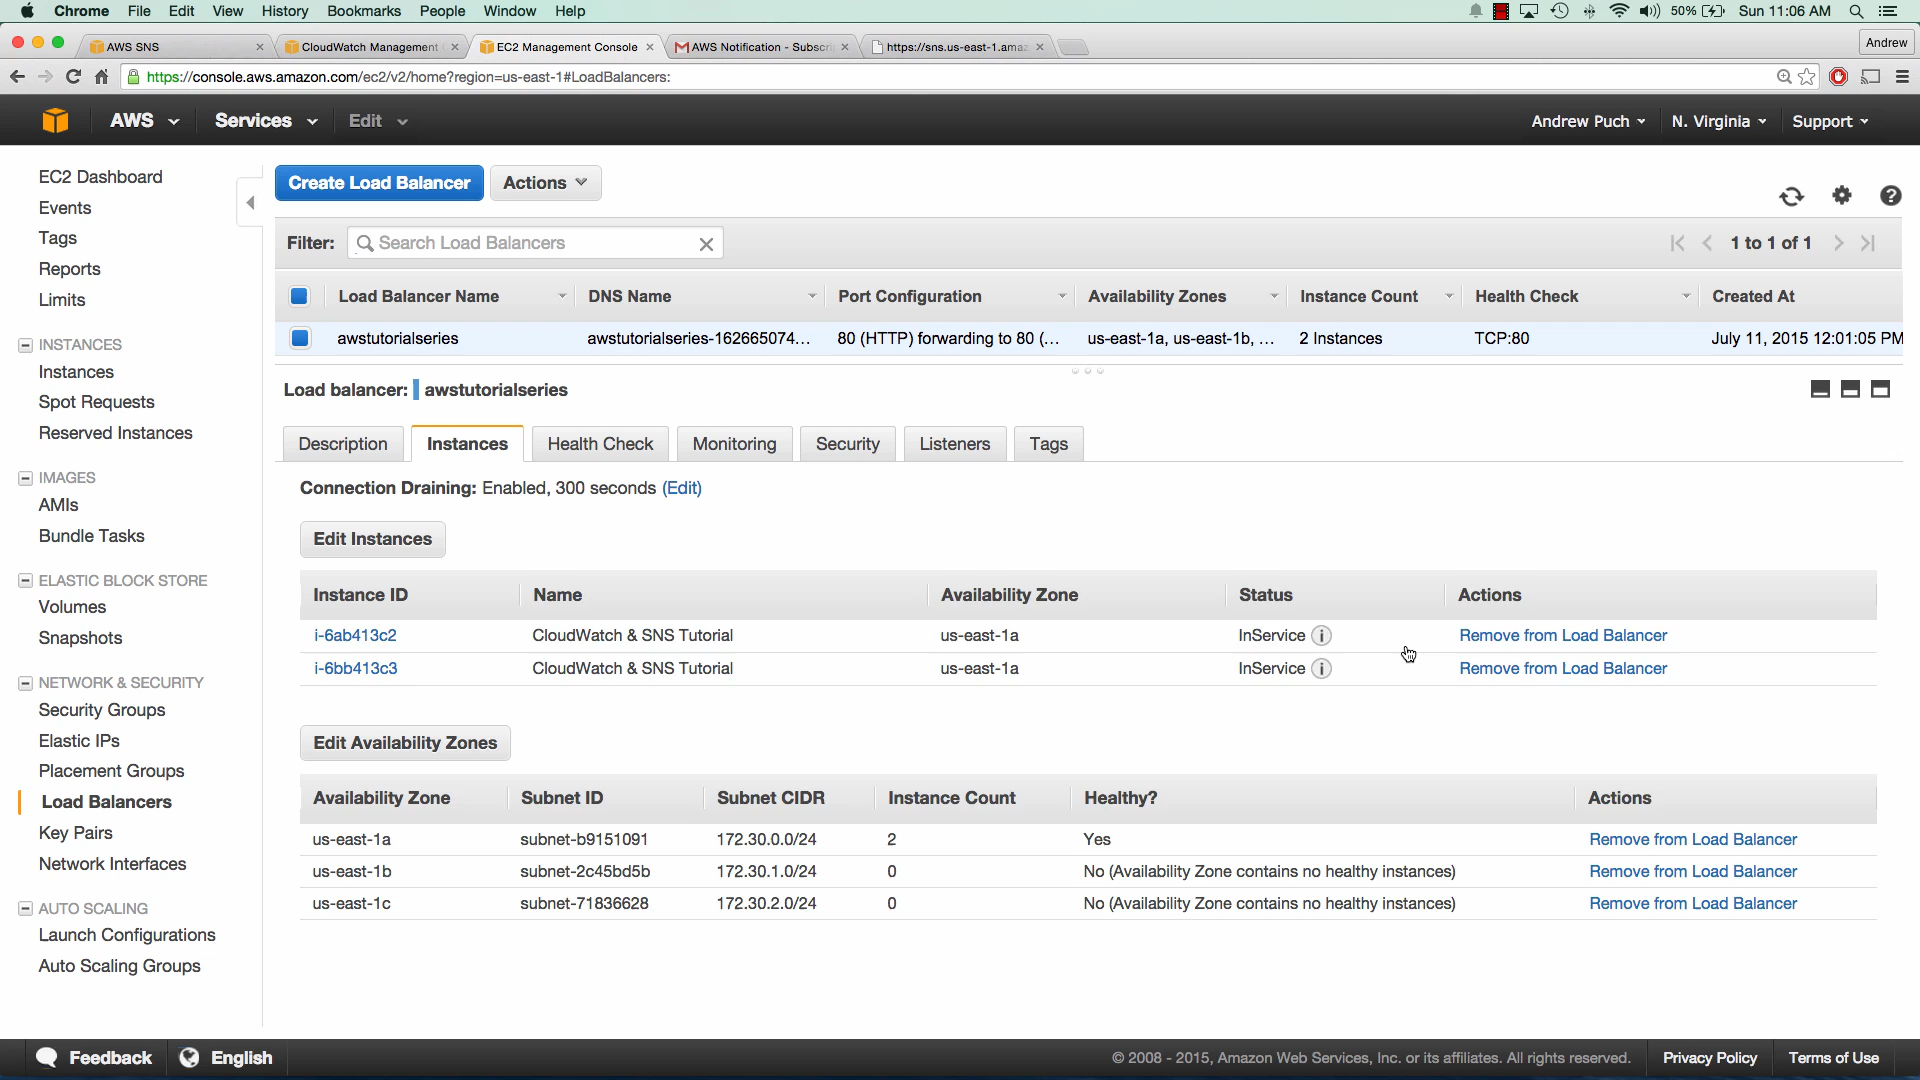 Chrome File Edit View History Bookmarks People Window Help 50% Sun 11:06 AM
AWS SNS CloudWatch Management EC2 Management Console AWS Notification - Subscri https://sns.us-east-1.amaz Andrew
https://console.aws.amazon.com/ec2/v2/home?region=us-east-1#LoadBalancers:
AWS Services Edit Andrew Puch N. Virginia Support
EC2 Dashboard
Events
Tags
Reports
Limits
INSTANCES
Instances
Spot Requests
Reserved Instances
IMAGES
AMIs
Bundle Tasks
ELASTIC BLOCK STORE
Volumes
Snapshots
NETWORK & SECURITY
Security Groups
Elastic IPs
Placement Groups
Load Balancers
Key Pairs
Network Interfaces
AUTO SCALING
Launch Configurations
Auto Scaling Groups
Create Load Balancer Actions
Filter: Search Load Balancers 1 to 1 of 1
Load Balancer Name DNS Name Port Configuration Availability Zones Instance Count Health Check Created At
awstutorialseries awstutorialseries-162665074... 80 (HTTP) forwarding to 80 (... us-east-1a, us-east-1b, ... 2 Instances TCP:80 July 11, 2015 12:01:05 PM
Load balancer: awstutorialseries
Description Instances Health Check Monitoring Security Listeners Tags
Connection Draining: Enabled, 300 seconds (Edit)
Edit Instances
Instance ID Name Availability Zone Status Actions
i-6ab413c2 CloudWatch & SNS Tutorial us-east-1a InService Remove from Load Balancer
i-6bb413c3 CloudWatch & SNS Tutorial us-east-1a InService Remove from Load Balancer
Edit Availability Zones
Availability Zone Subnet ID Subnet CIDR Instance Count Healthy? Actions
us-east-1a subnet-b9151091 172.30.0.0/24 2 Yes Remove from Load Balancer
us-east-1b subnet-2c45bd5b 172.30.1.0/24 0 No (Availability Zone contains no healthy instances) Remove from Load Balancer
us-east-1c subnet-71836628 172.30.2.0/24 0 No (Availability Zone contains no healthy instances) Remove from Load Balancer
Feedback English © 2008 - 2015, Amazon Web Services, Inc. or its affiliates. All rights reserved. Privacy Policy Terms of Use